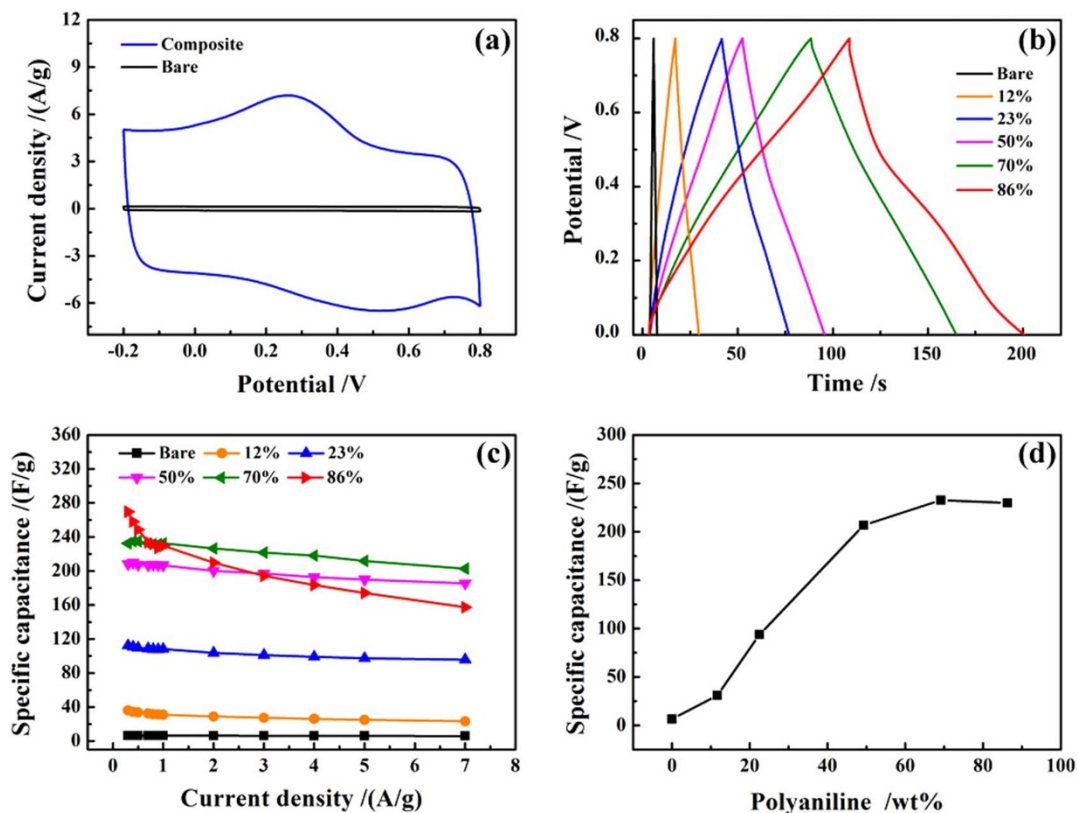 (a)
Composite
Bare
12
9
6
3
0
-3
-6
-0.2 0.0 0.2 0.4 0.6 0.8
Current density /(A/g)
Potential /V
(b)
Bare
12%
23%
50%
70%
86%
0.8
0.6
0.4
0.2
0.0
0 50 100 150 200
Potential /V
Time /s
(c)
Bare 12% 23%
50% 70% 86%
360
320
280
240
200
160
120
80
40
0
0 1 2 3 4 5 6 7 8
Specific capacitance /(F/g)
Current density /(A/g)
(d)
300
250
200
150
100
50
0
0 20 40 60 80 100
Specific capacitance /(F/g)
Polyaniline /wt%